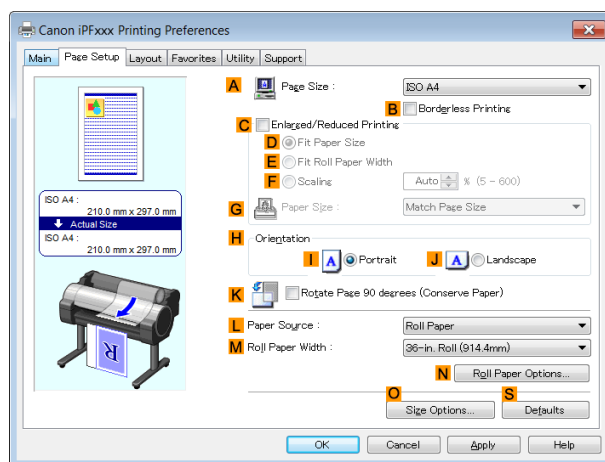 Canon iPFxxx Printing Preferences
Main Page Setup Layout Favorites Utility Support
A Page Size : ISO A4
B Borderless Printing
C Enlarged/Reduced Printing
D Fit Paper Size
E Fit Roll Paper Width
F Scaling Auto % (5 - 600)
G Paper Size : Match Page Size
ISO A4 :
210.0 mm x 297.0 mm
Actual Size
ISO A4 :
210.0 mm x 297.0 mm
H Orientation
I A Portrait J A Landscape
K Rotate Page 90 degrees (Conserve Paper)
L Paper Source : Roll Paper
M Roll Paper Width : 36-in. Roll (914.4mm)
R
N Roll Paper Options...
O S
Size Options... Defaults
OK Cancel Apply Help